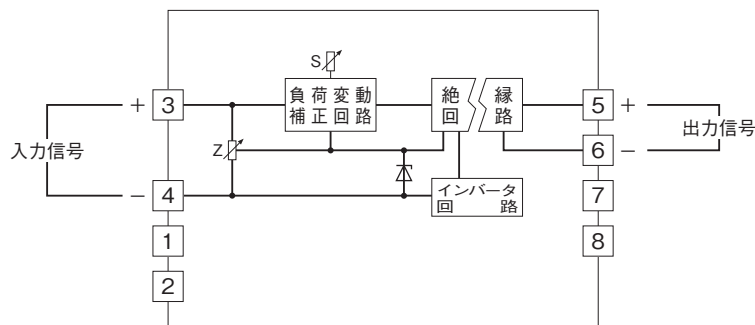 S
負荷変動
補正回路
絶縁
回路
+ 3
5 +
入力信号
Z
6 −
出力信号
− 4
インバータ
回路
7
1
8
2